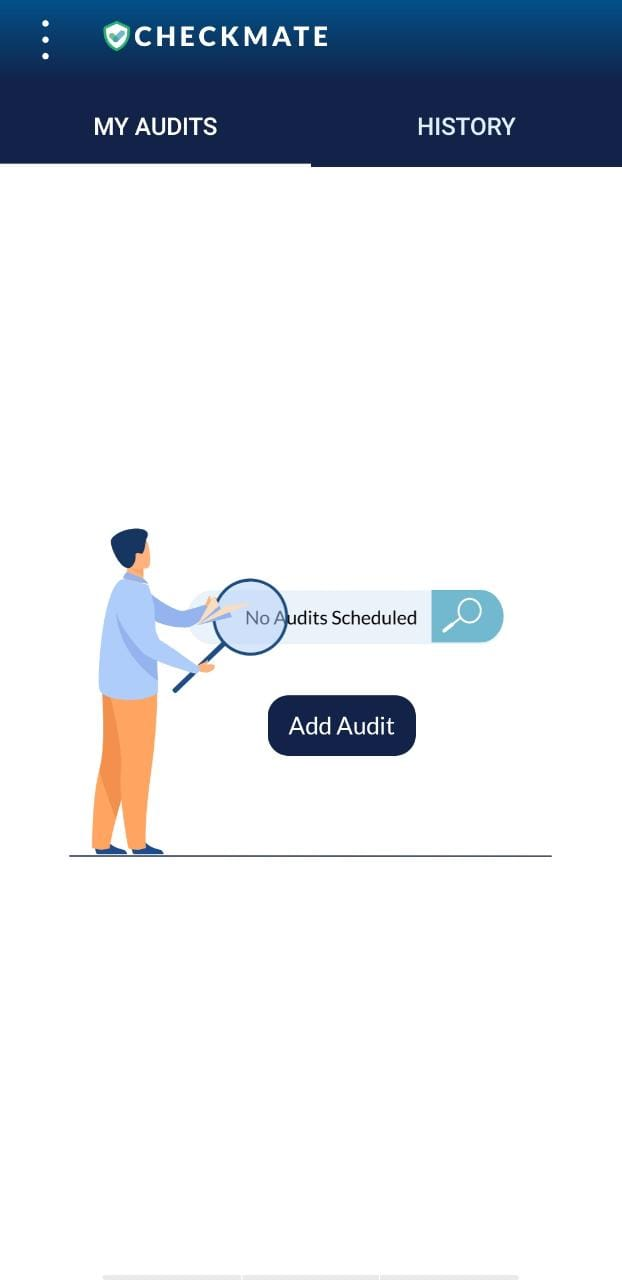 CHECKMATE
MY AUDITS
HISTORY
No Audits Scheduled
Add Audit